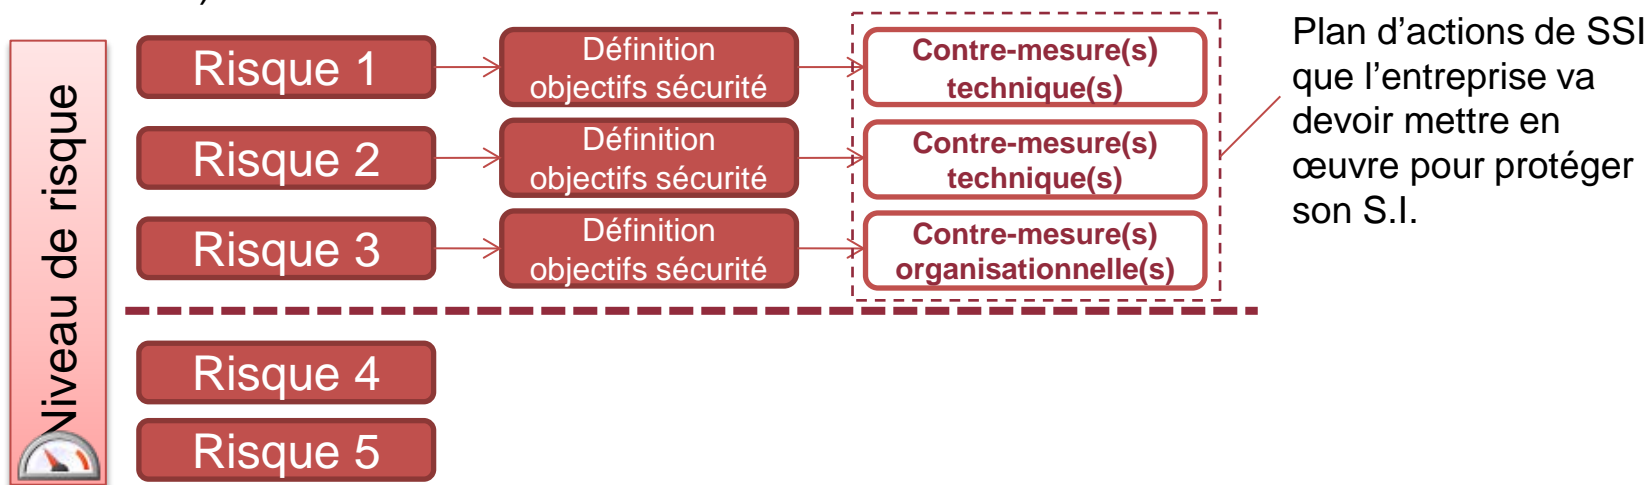 )
Niveau de risque
Risque 1
Définition
objectifs sécurité
Contre-mesure(s)
technique(s)
Risque 2
Définition
objectifs sécurité
Contre-mesure(s)
technique(s)
Risque 3
Définition
objectifs sécurité
Contre-mesure(s)
organisationnelle(s)
Plan d’actions de SSI
que l’entreprise va
devoir mettre en
œuvre pour protéger
son S.I.
Risque 4
Risque 5